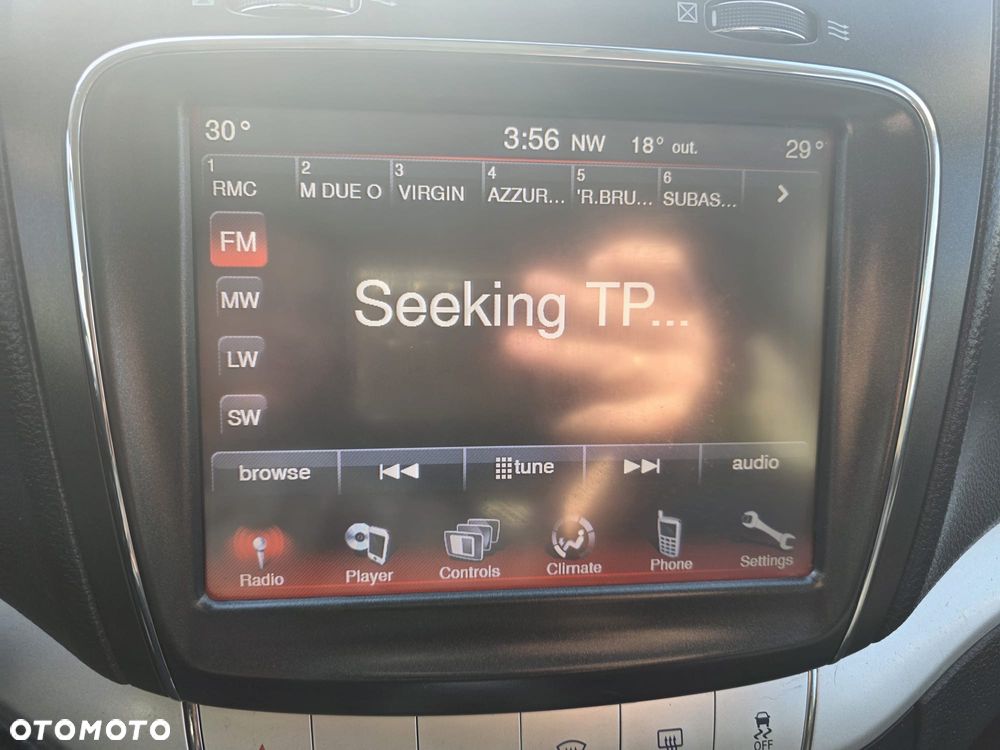 30° 3:56 NW 18° out. 29°
1 2 3 4 5 6
RMC M DUE O VIRGIN AZZUR... 'R.BRU... SUBAS...
FM
MW
LW
SW
Seeking TP...
browse tune audio
Radio Player Controls Climate Phone Settings
OFF
OTOMOTO